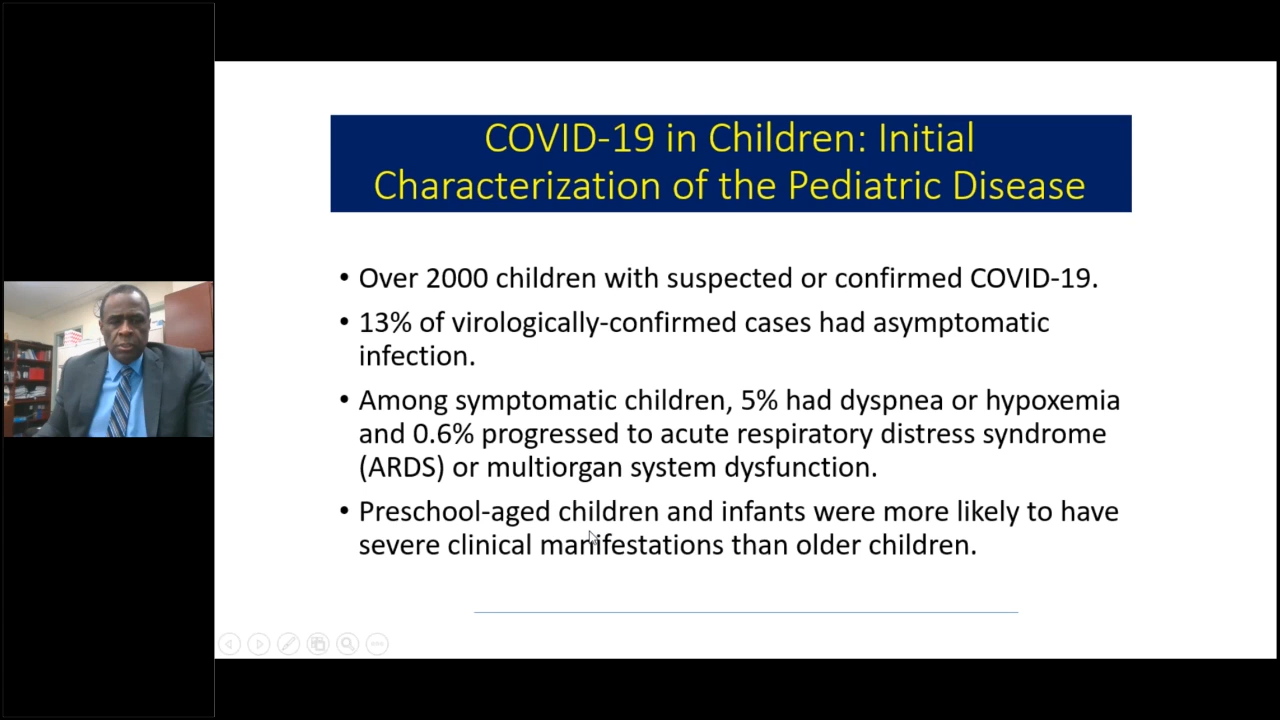 COVID-19 in Children: Initial
Characterization of the Pediatric Disease
• Over 2000 children with suspected or confirmed COVID-19.
• 13% of virologically-confirmed cases had asymptomatic
infection.
• Among symptomatic children, 5% had dyspnea or hypoxemia
and 0.6% progressed to acute respiratory distress syndrome
(ARDS) or multiorgan system dysfunction.
• Preschool-aged children and infants were more likely to have
severe clinical manifestations than older children.